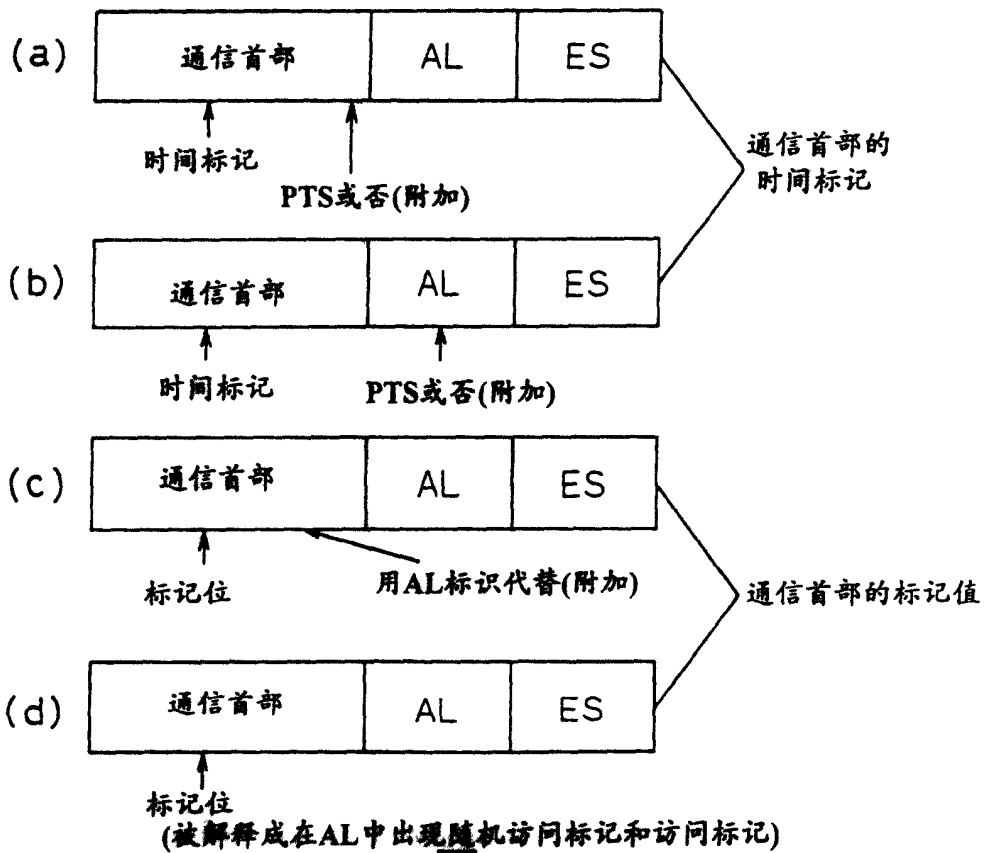 (a) 通信首部 AL ES
时间标记
PTS或否(附加)
通信首部的
时间标记
(b) 通信首部 AL ES
时间标记
PTS或否(附加)
(c) 通信首部 AL ES
标记位
用AL标识代替(附加)
通信首部的标记值
(d) 通信首部 AL ES
标记位
(被解释成在AL中出现随机访问标记和访问标记)